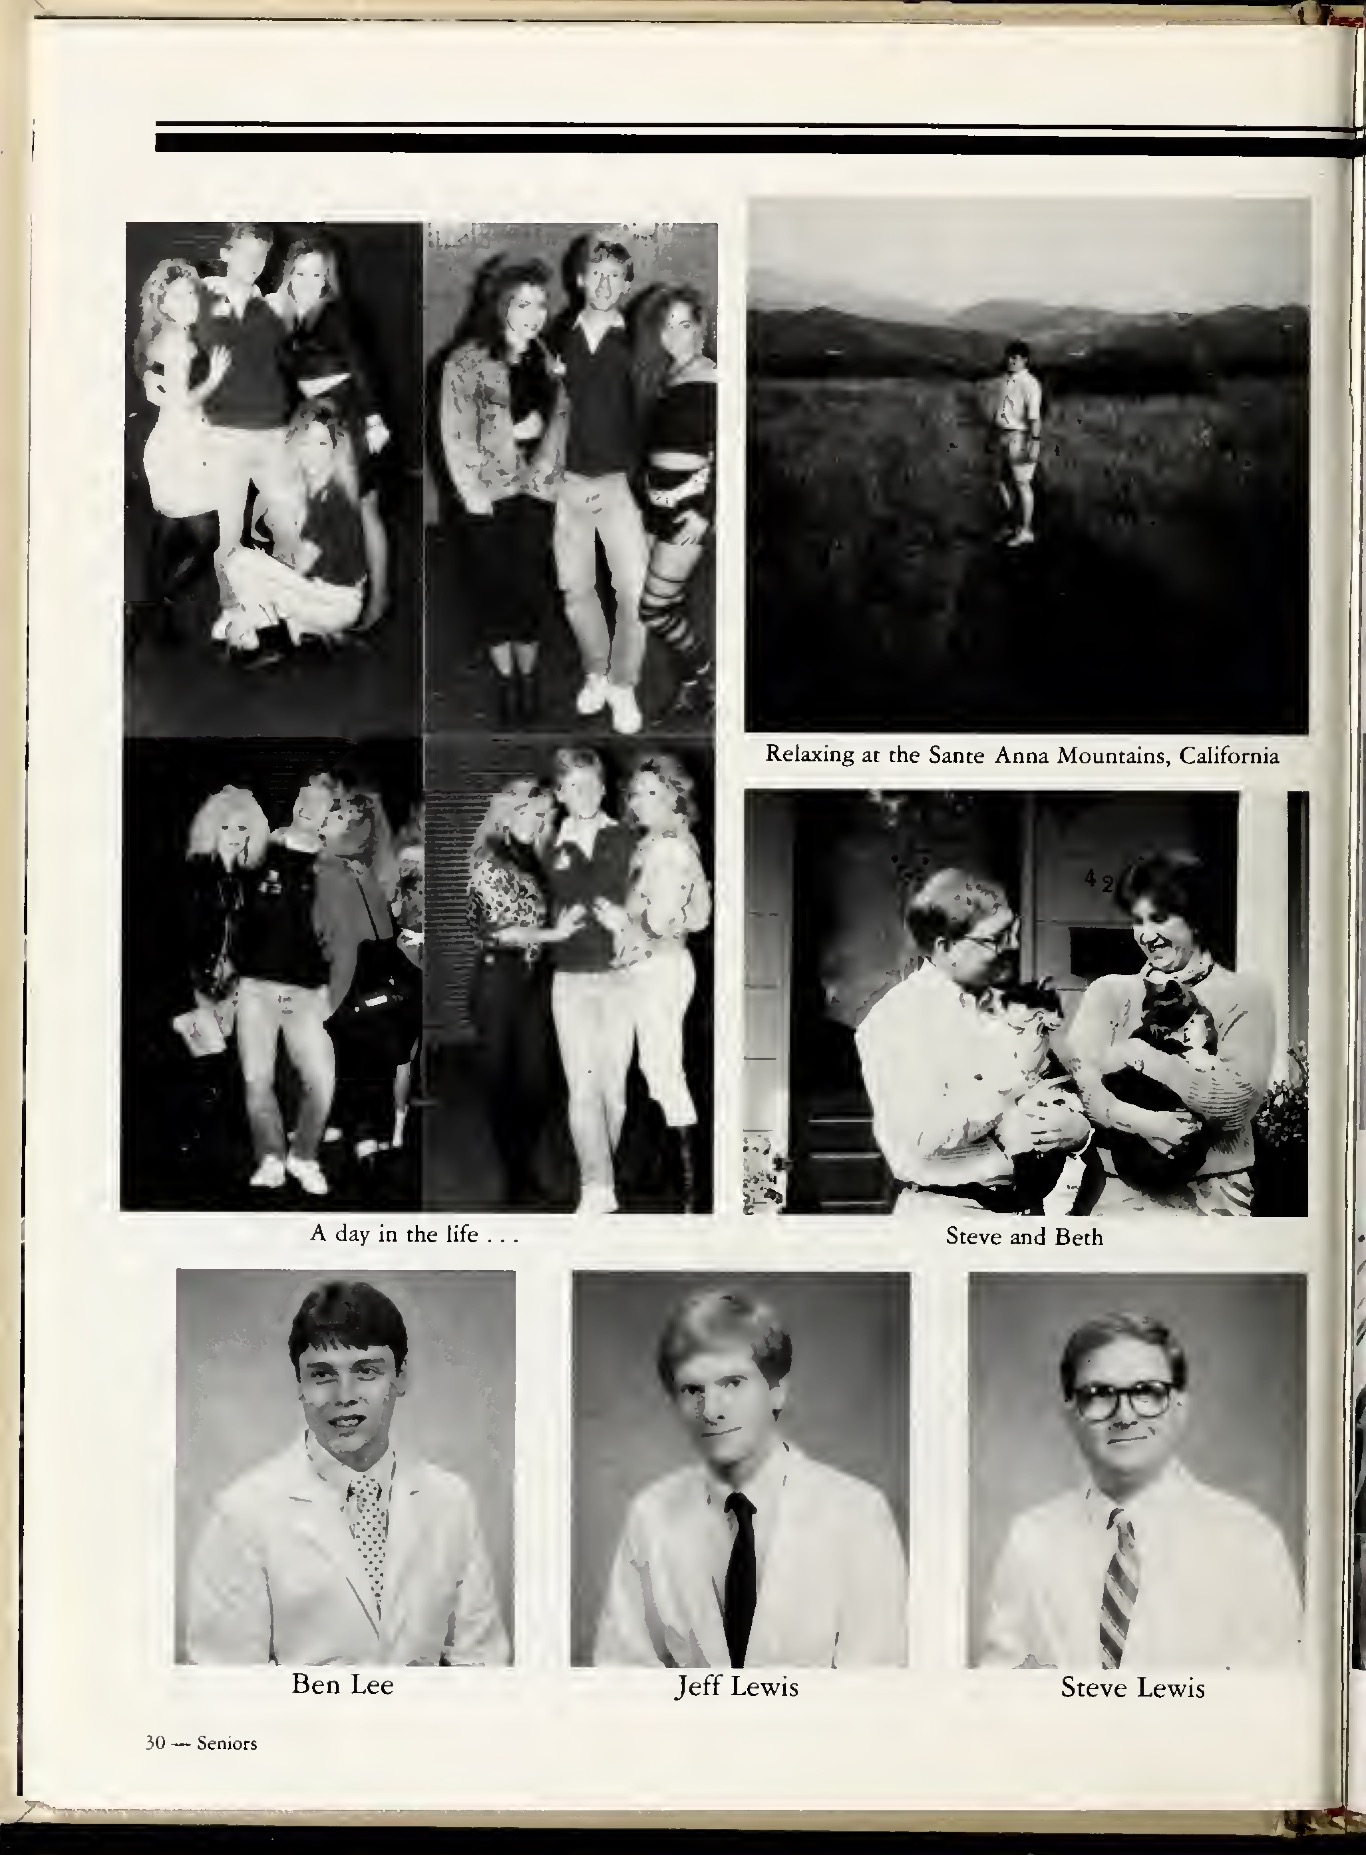 Relaxing at the Sante Anna Mountains, California
42
A day in the life . . .
Steve and Beth
Ben Lee
Jeff Lewis
Steve Lewis
30 — Seniors